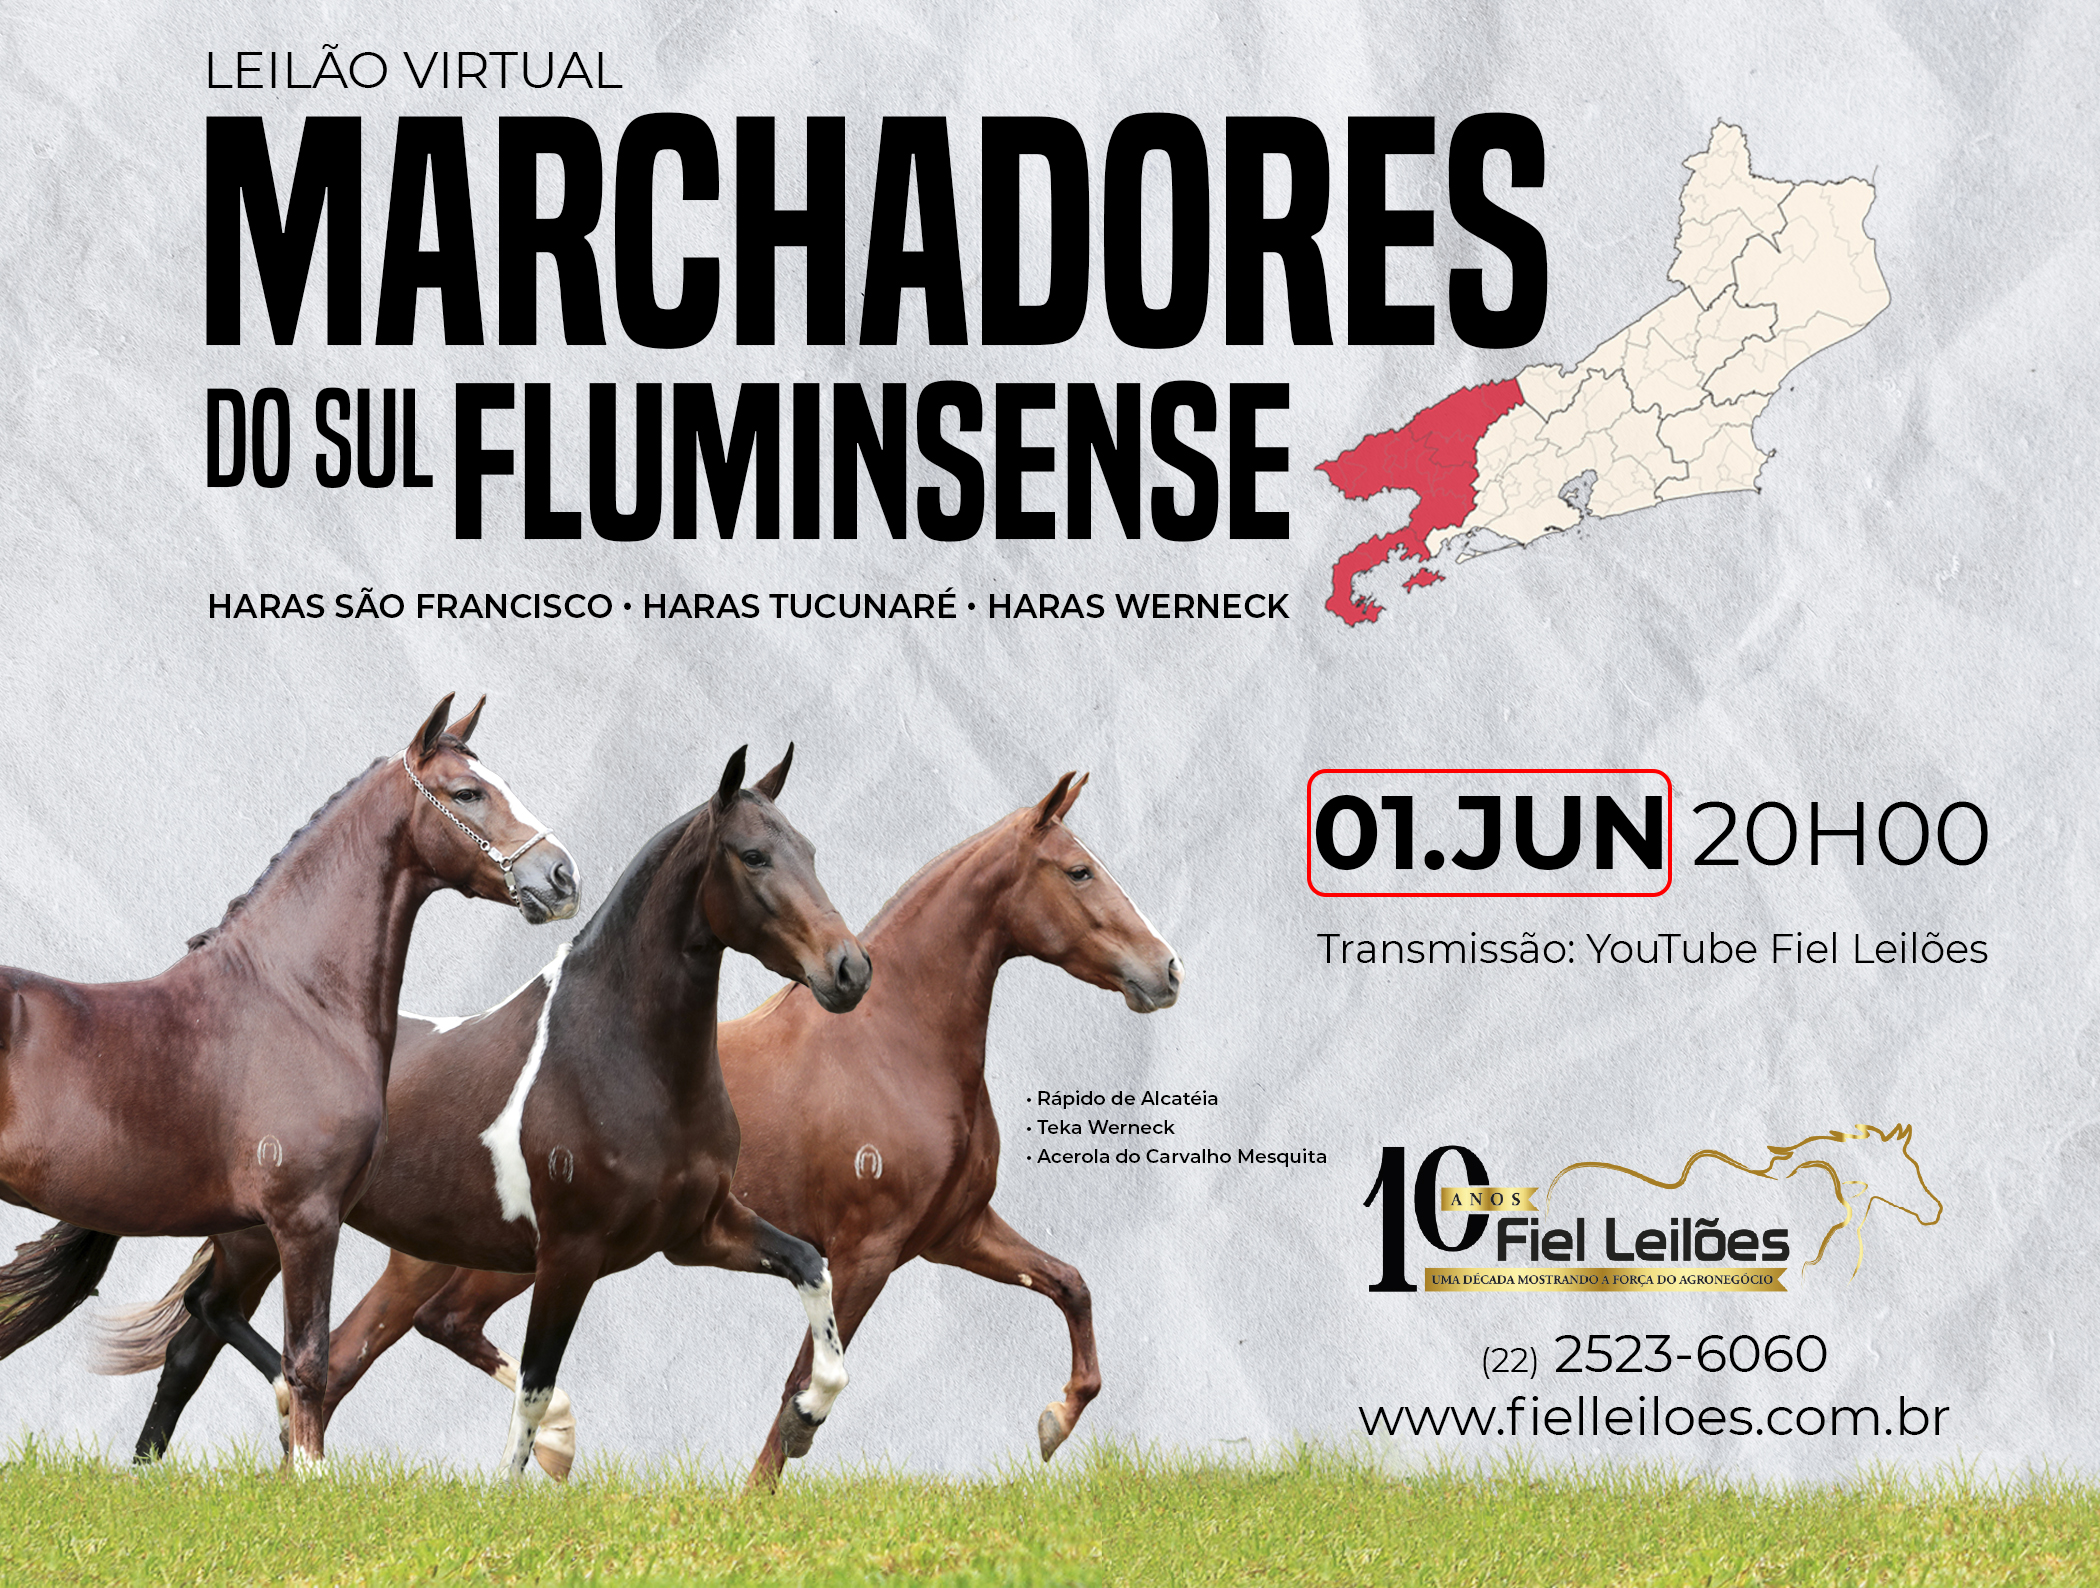 LEILÃO VIRTUAL
MARCHADORES
DO SUL FLUMINSENSE
HARAS SÃO FRANCISCO • HARAS TUCUNARÉ • HARAS WERNECK
01.JUN 20H00
Transmissão: YouTube Fiel Leilões
• Rápido de Alcatéia
• Teka Werneck
• Acerola do Carvalho Mesquita
10 ANOS
Fiel Leilões
UMA DÉCADA MOSTRANDO A FORÇA DO AGRONEGÓCIO
(22) 2523-6060
www.fielleiloes.com.br